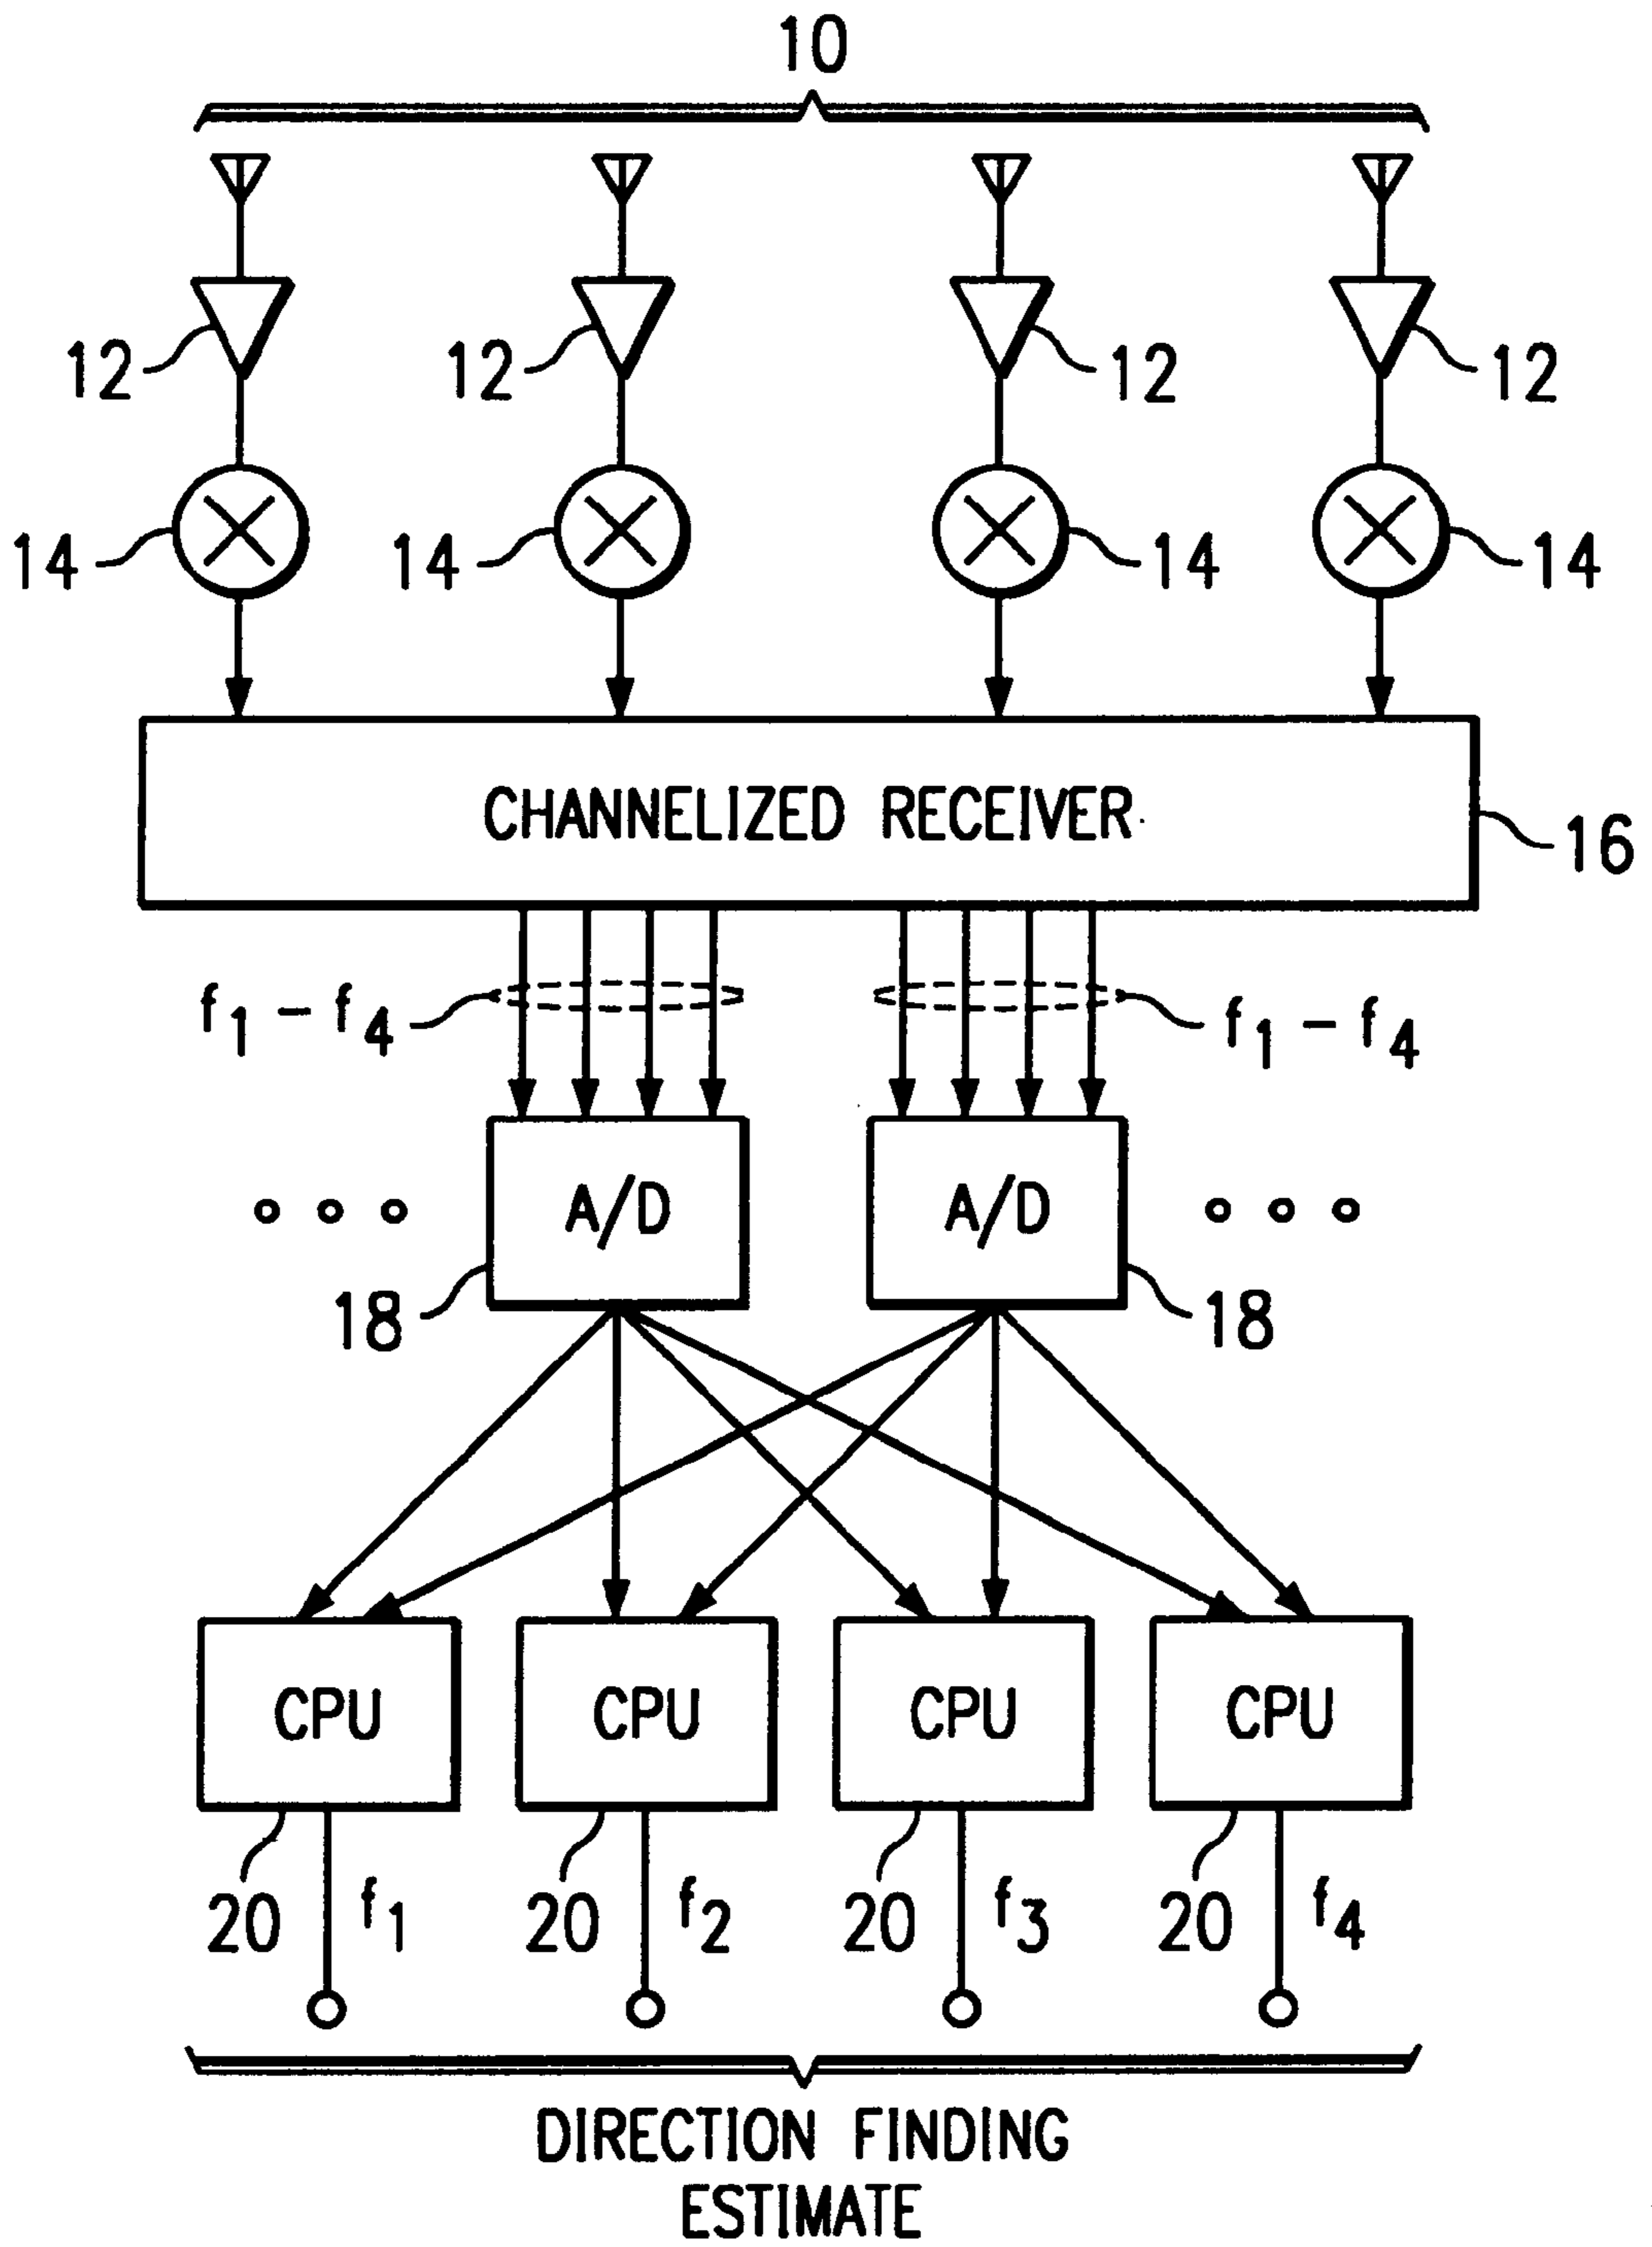 10
12 12 12 12
14 14 14 14
CHANNELIZED RECEIVER
16
f1 – f4 f1 – f4
A/D A/D
18 18
CPU CPU CPU CPU
20 f1 20 f2 20 f3 20 f4
DIRECTION FINDING
ESTIMATE